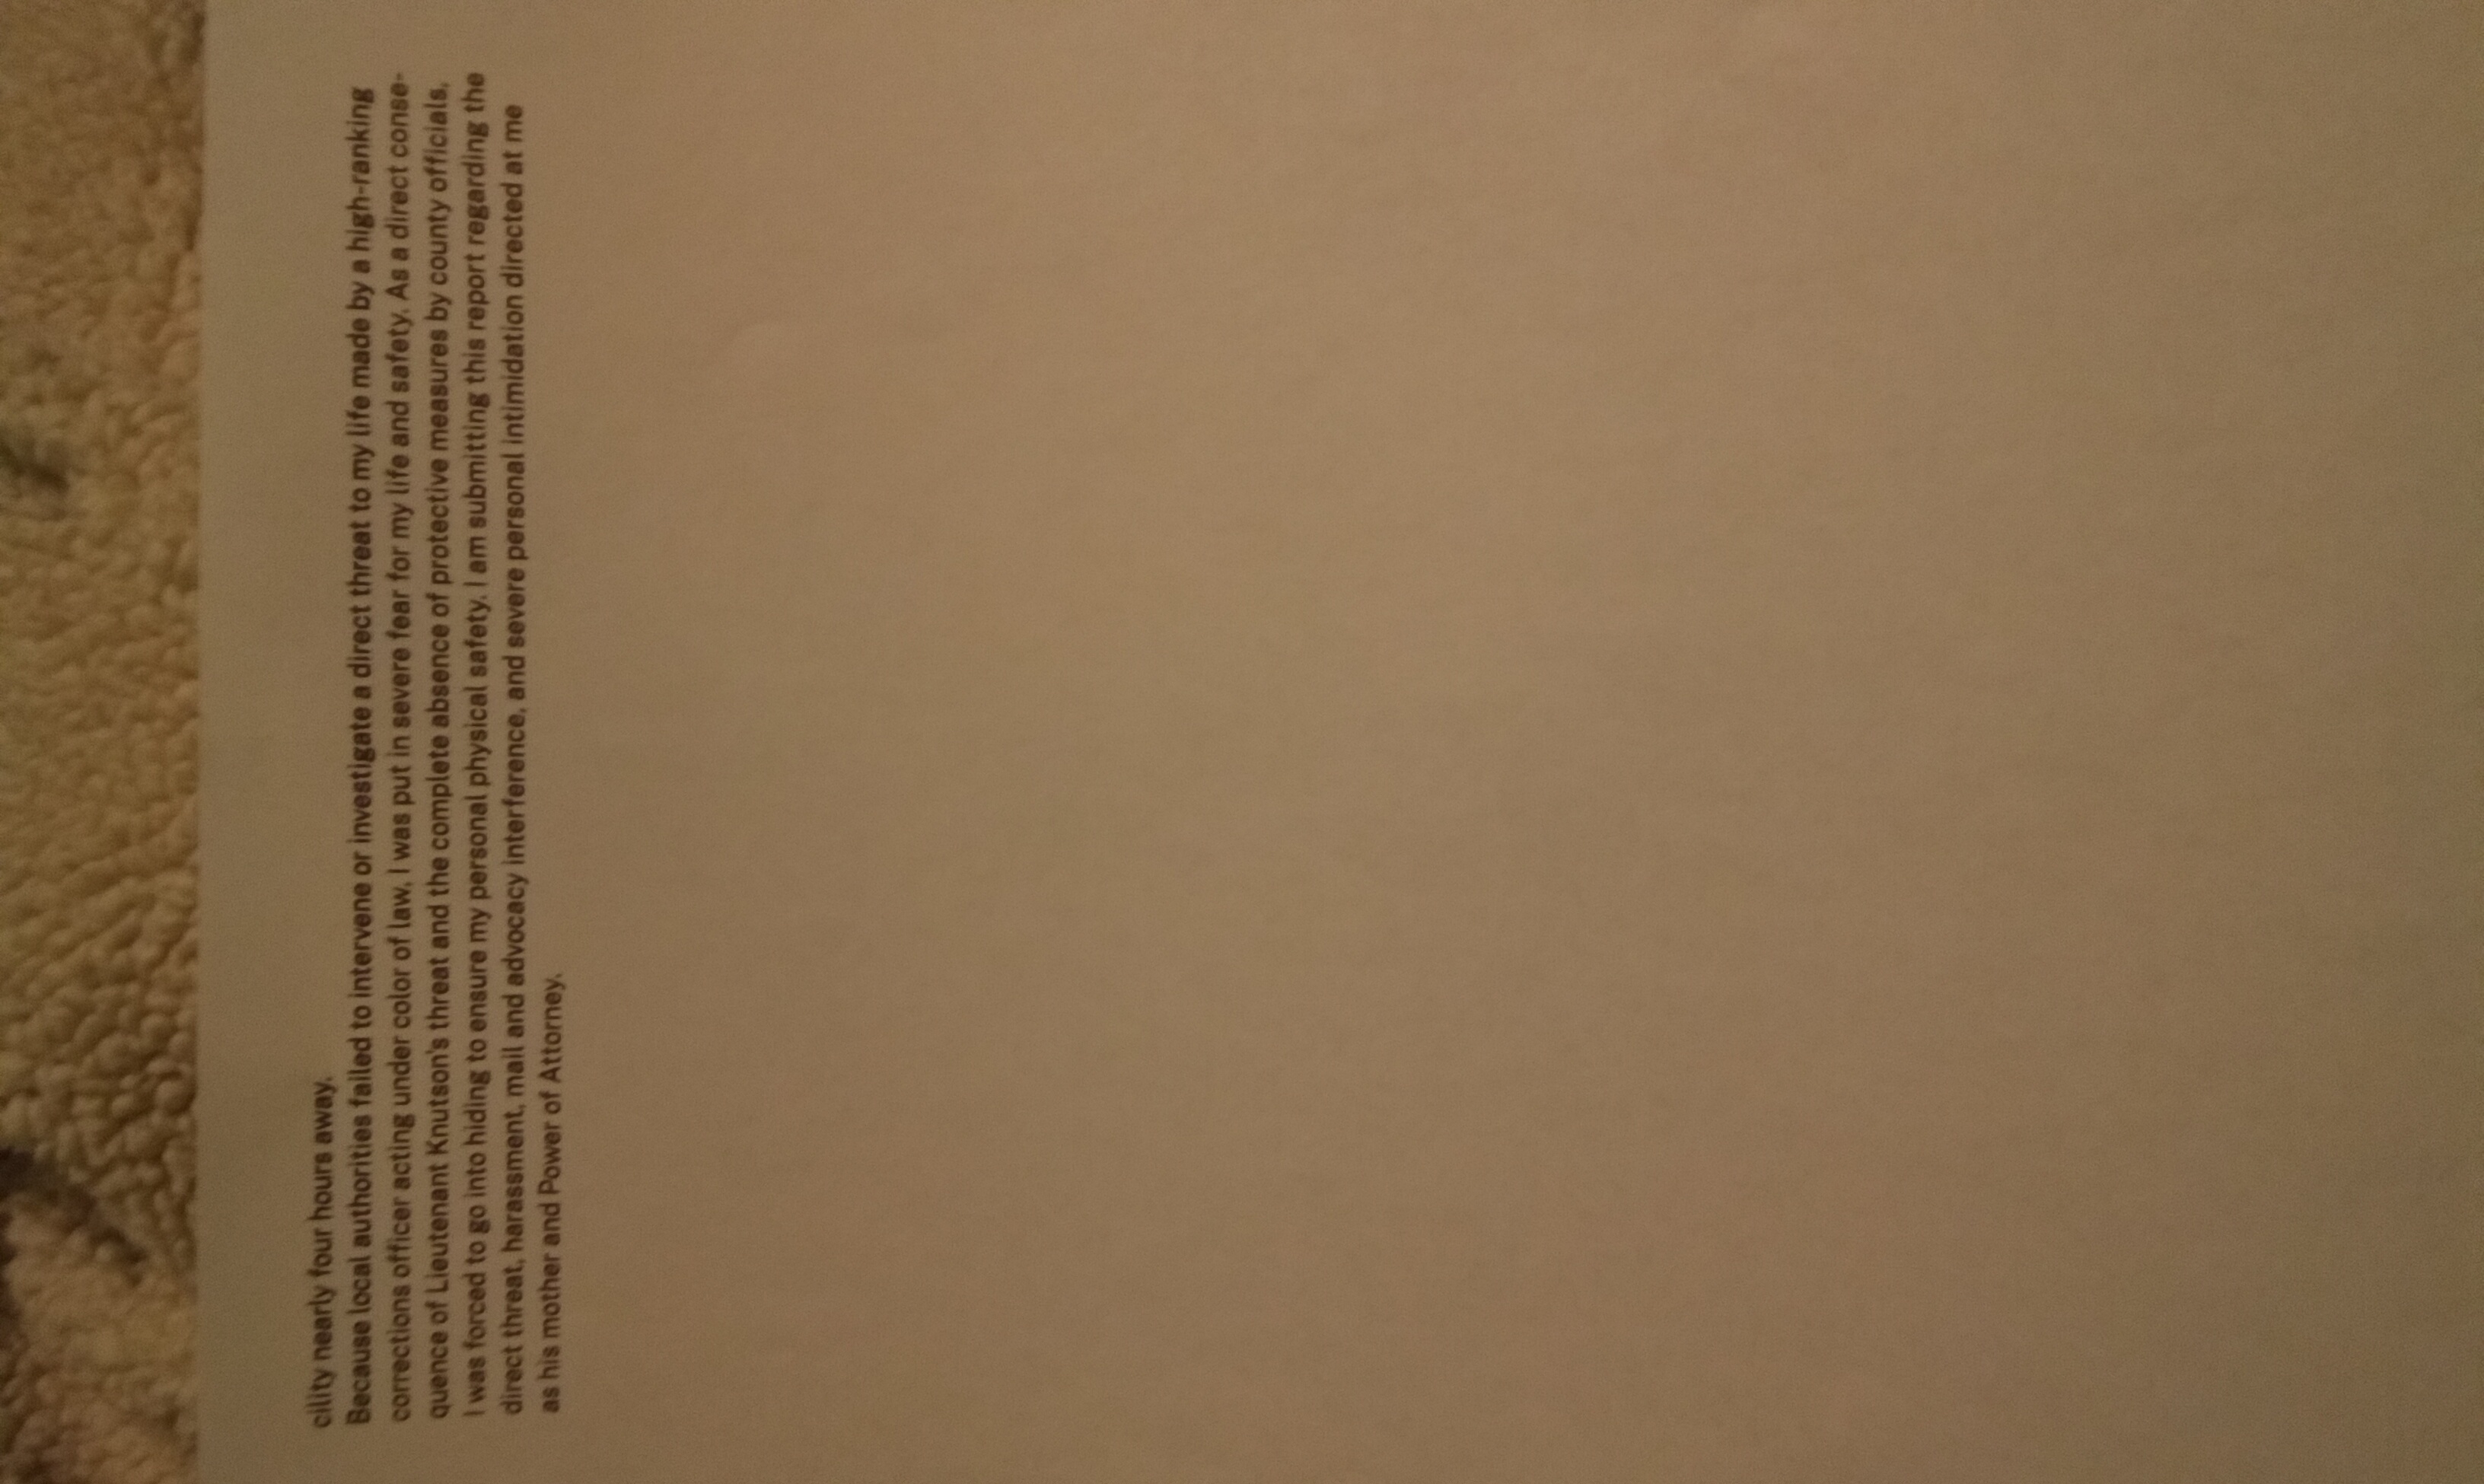 cility nearly four hours away.
Because local authorities failed to intervene or investigate a direct threat to my life made by a high-ranking
corrections officer acting under color of law, I was put in severe fear for my life and safety. As a direct conse-
quence of Lieutenant Knutson's threat and the complete absence of protective measures by county officials,
I was forced to go into hiding to ensure my personal physical safety. I am submitting this report regarding the
direct threat, harassment, mail and advocacy interference, and severe personal intimidation directed at me
as his mother and Power of Attorney.